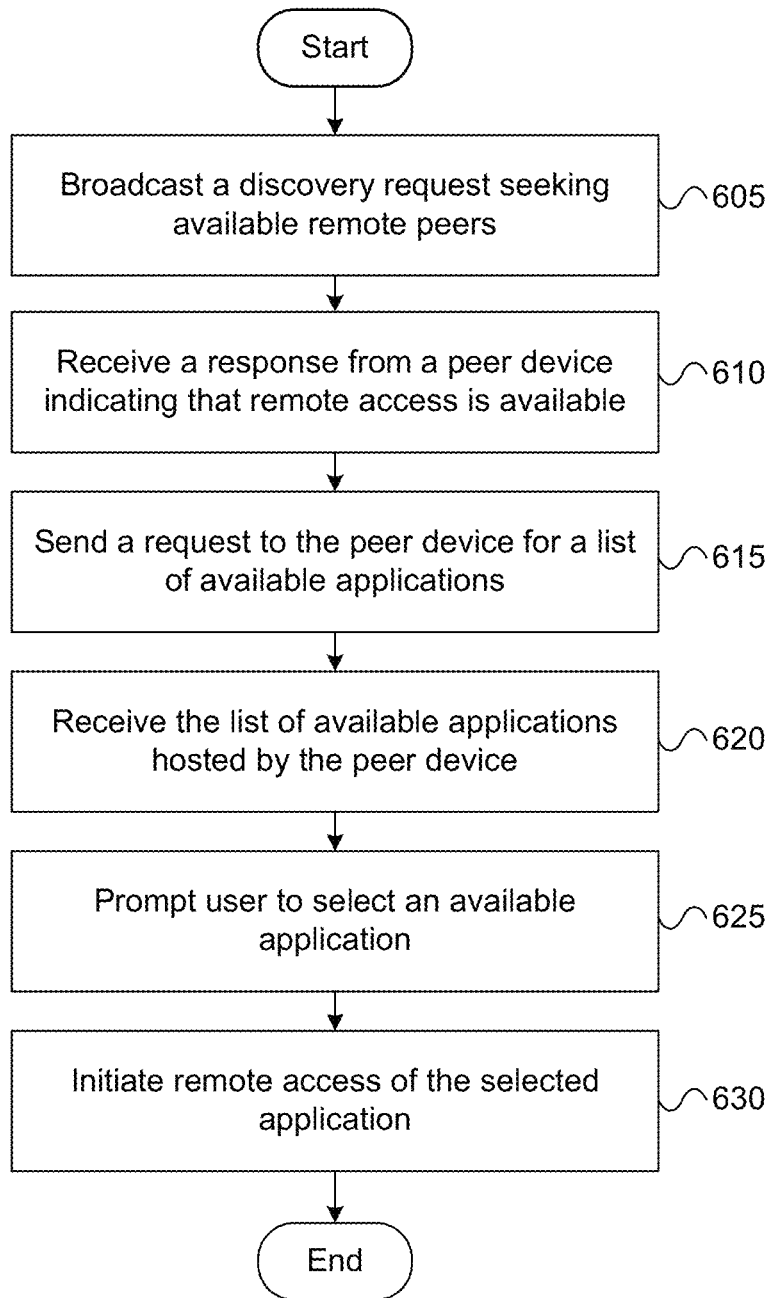 Start
Broadcast a discovery request seeking
available remote peers
605
Receive a response from a peer device
indicating that remote access is available
610
Send a request to the peer device for a list
of available applications
615
Receive the list of available applications
hosted by the peer device
620
Prompt user to select an available
application
625
Initiate remote access of the selected
application
630
End